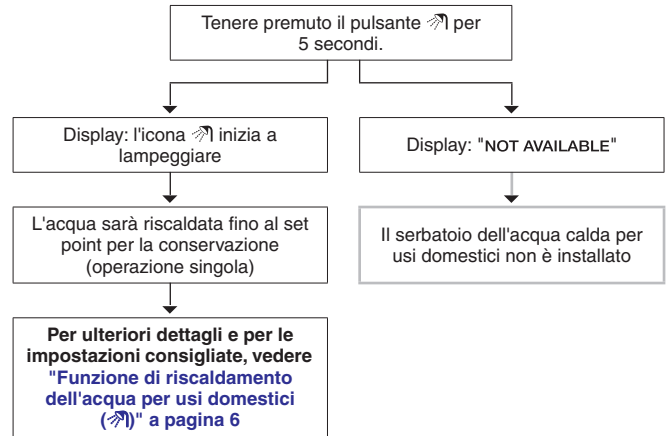 Tenere premuto il pulsante per
5 secondi.
Display: l'icona inizia a
lampeggiare
Display: "NOT AVAILABLE"
L'acqua sarà riscaldata fino al set
point per la conservazione
(operazione singola)
Il serbatoio dell'acqua calda per
usi domestici non è installato
Per ulteriori dettagli e per le
impostazioni consigliate, vedere
"Funzione di riscaldamento
dell'acqua per usi domestici
()" a pagina 6